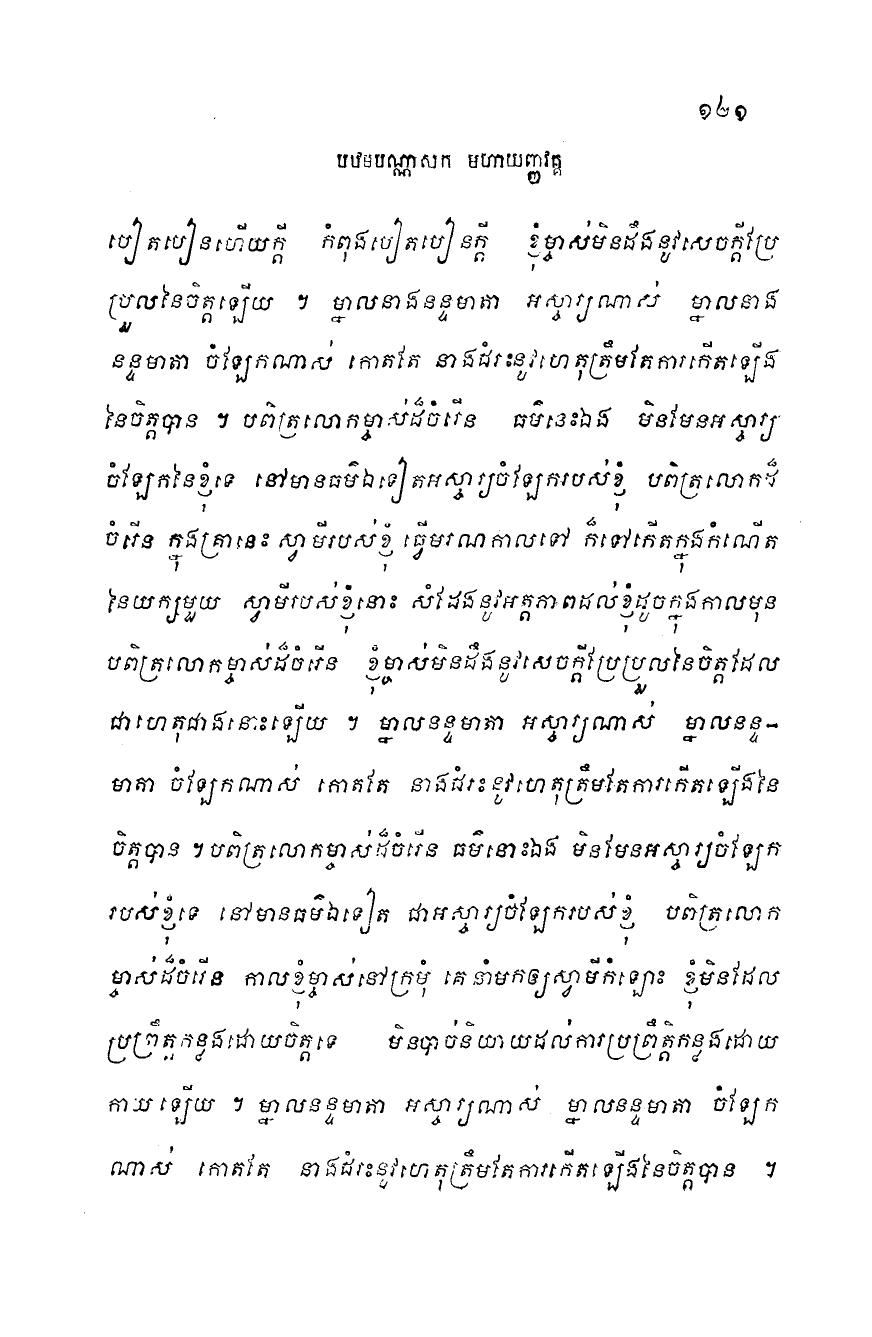 ១២១
បឋមបណ្ណាសក មហាយញ្ញវគ្គ
បៀតបៀនហើយក្តី កំពុងបៀតបៀនក្តី ខ្ញុំម្ចាស់មិនដឹងនូវសេចក្តីប្រែ
ប្រួលនៃចិត្តឡើយ ។ ម្នាលនាងនន្ទមាតា អស្ចារ្យណាស់ ម្នាលនាង
នន្ទមាតា ចំឡែកណាស់ កោតតែ នាងជំរះនូវហេតុត្រឹមតែការកើតឡើង
នៃចិត្តបាន ។ បពិត្រលោកម្ចាស់ដ៏ចំរើន ធម៌នេះឯង មិនមែនអស្ចារ្យ
ចំឡែកនៃខ្ញុំទេ នៅមានធម៌ឯទៀតអស្ចារ្យចំឡែករបស់ខ្ញុំ បពិត្រលោកដ៏
ចំរើន ក្នុងគ្រានេះ ស្វាមីរបស់ខ្ញុំ ធ្វើមរណកាលទៅ ក៏ទៅកើតក្នុងកំណើត
នៃយក្សមួយ ស្វាមីរបស់ខ្ញុំនោះ សំដែងនូវអត្តភាពដល់ខ្ញុំដូចក្នុងកាលមុន
បពិត្រលោកម្ចាស់ដ៏ចំរើន ខ្ញុំម្ចាស់មិនដឹងនូវសេចក្តីប្រែប្រួលនៃចិត្តដែល
ជាហេតុជាងនោះឡើយ ។ ម្នាលនន្ទមាតា អស្ចារ្យណាស់ ម្នាលនន្ទ-
មាតា ចំឡែកណាស់ កោតតែ នាងជំរះនូវហេតុត្រឹមតែការកើតឡើងនៃ
ចិត្តបាន ។ បពិត្រលោកម្ចាស់ដ៏ចំរើន ធម៌នោះឯង មិនមែនអស្ចារ្យចំឡែក
របស់ខ្ញុំទេ នៅមានធម៌ឯទៀត ជាអស្ចារ្យចំឡែករបស់ខ្ញុំ បពិត្រលោក
ម្ចាស់ដ៏ចំរើន កាលខ្ញុំម្ចាស់នៅក្រមុំ គេនាំមកឲ្យស្វាមីកំឡោះ ខ្ញុំមិនដែល
ប្រព្រឹត្តកន្លងដោយចិត្តទេ មិនបាច់និយាយដល់ការប្រព្រឹត្តិកន្លងដោយ
កាយឡើយ ។ ម្នាលនន្ទមាតា អស្ចារ្យណាស់ ម្នាលនន្ទមាតា ចំឡែក
ណាស់ កោតតែ នាងជំរះនូវហេតុត្រឹមតែការកើតឡើងនៃចិត្តបាន ។